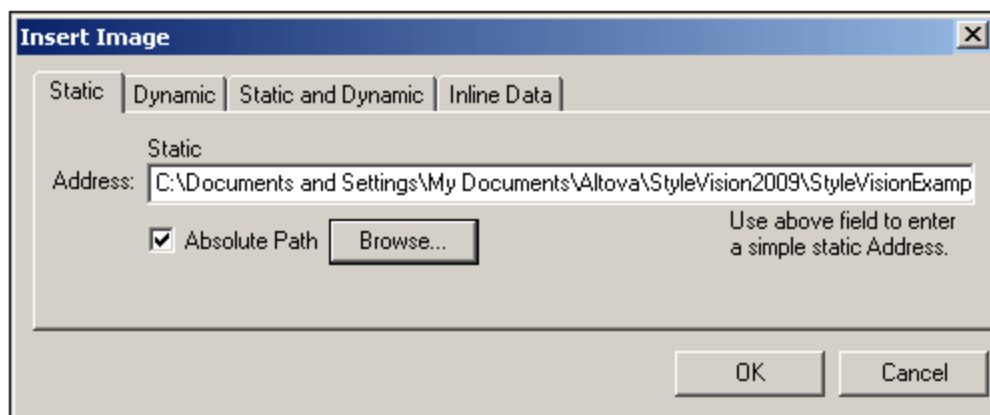 Insert Image
Static Dynamic Static and Dynamic Inline Data
Static
Address: C:\Documents and Settings\My Documents\Altova\StyleVision2009\StyleVisionExamp
Absolute Path Browse... Use above field to enter
a simple static Address.
OK Cancel